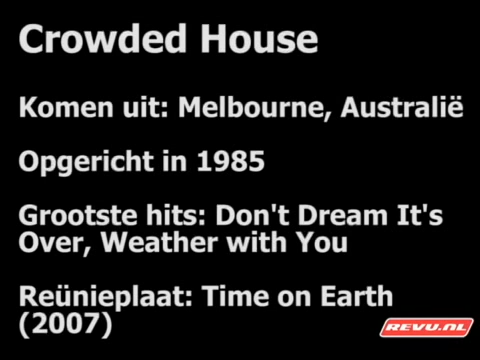 Crowded House
Komen uit: Melbourne, Australië
Opgericht in 1985
Grootste hits: Don't Dream It's
Over, Weather with You
Reünieplaat: Time on Earth
(2007)
REVU.NL